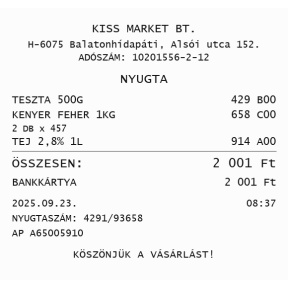 KISS MARKET BT.
H-6075 Balatonhídapáti, Alsói utca 152.
ADÓSZÁM: 10201556-2-12
NYUGTA
TESZTA 500G 429 B00
KENYER FEHER 1KG 658 C00
2 DB x 457
TEJ 2,8% 1L 914 A00
ÖSSZESEN: 2 001 Ft
BANKKÁRTYA 2 001 Ft
2025.09.23. 08:37
NYUGTASZÁM: 4291/93658
AP A65005910
KÖSZÖNJÜK A VÁSÁRLÁST!